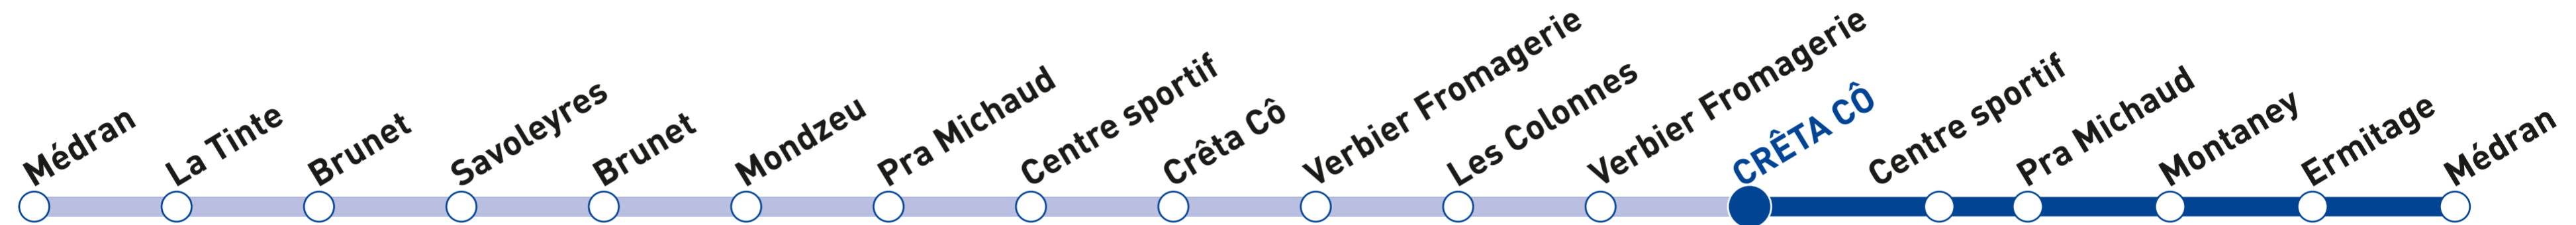 Médran
La Tinte
Brunet
Savoleyres
Brunet
Mondzeu
Pra Michaud
Centre sportif
Crêta Cô
Verbier Fromagerie
Les Colonnes
Verbier Fromagerie
CRÊTA CÔ
Centre sportif
Pra Michaud
Montaney
Ermitage
Médran